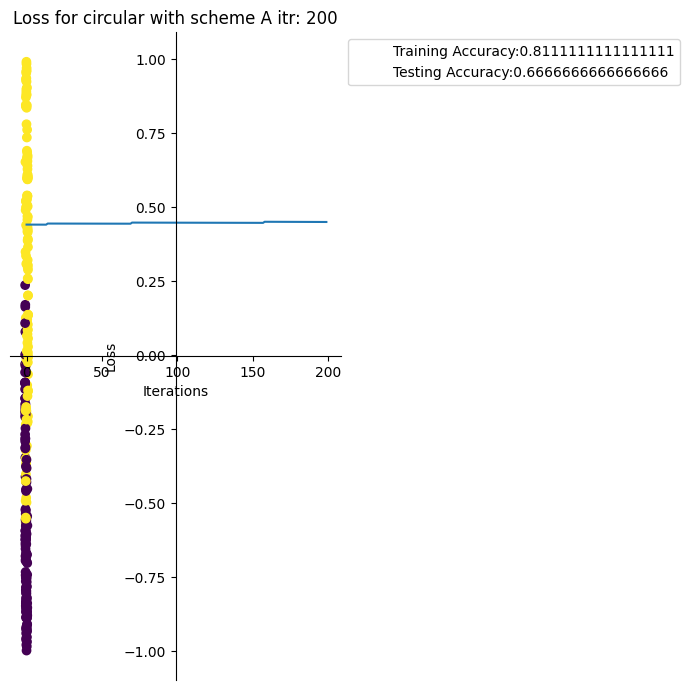 Loss for circular with scheme A itr: 200
Training Accuracy:0.8111111111111111
Testing Accuracy:0.6666666666666666
1.00
0.75
0.50
0.25
0.00
Loss
0
50
100
150
200
Iterations
−0.25
−0.50
−0.75
−1.00